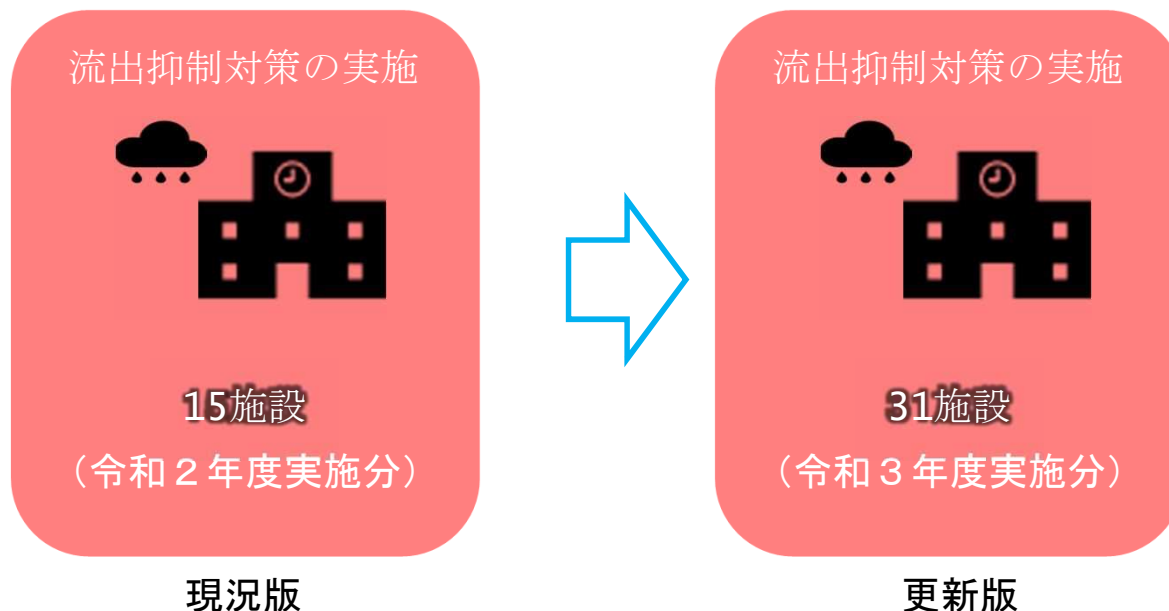 流出抑制対策の実施
15施設
（令和２年度実施分）
現況版
流出抑制対策の実施
31施設
（令和３年度実施分）
更新版